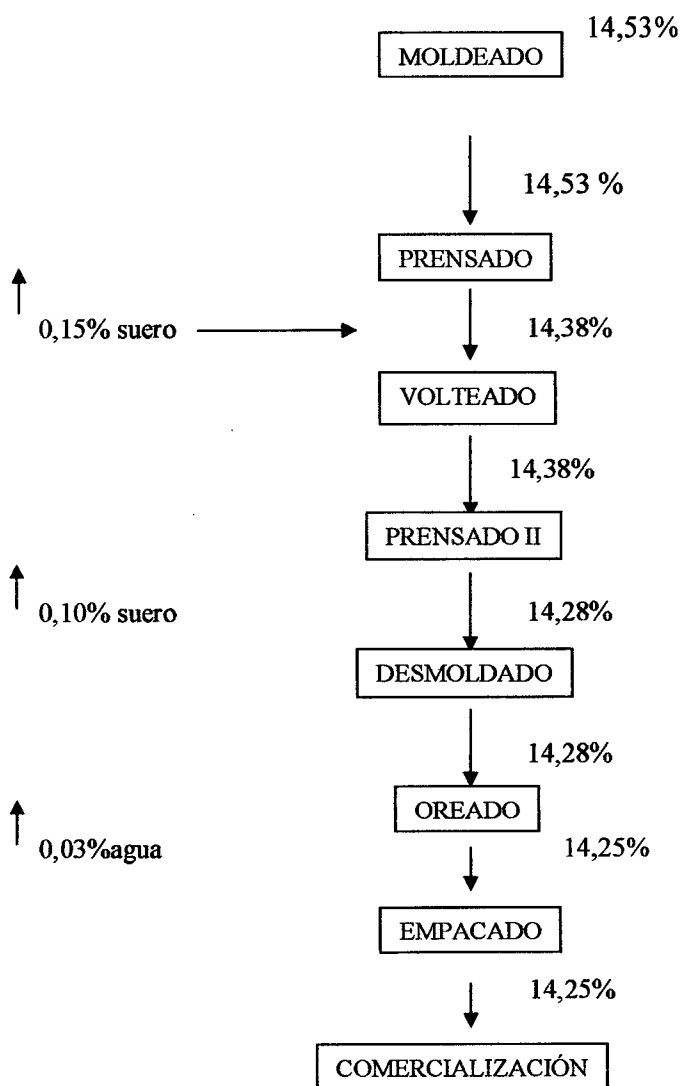 14,53%
MOLDEADO
14,53 %
PRENSADO
0,15% suero
14,38%
VOLTEADO
14,38%
PRENSADO II
0,10% suero
14,28%
DESMOLDADO
14,28%
OREADO
0,03%agua
14,25%
EMPACADO
14,25%
COMERCIALIZACIÓN